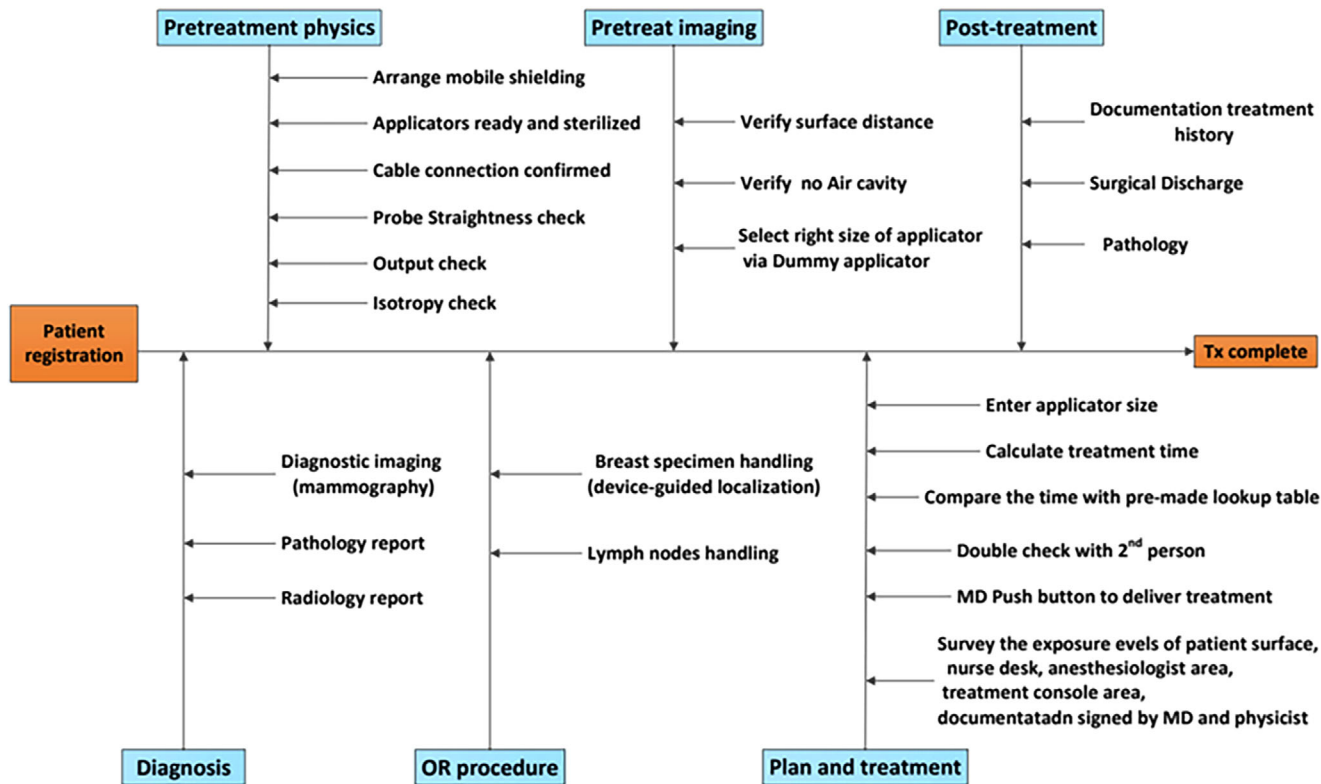 Pretreatment physics
Pretreat imaging
Post-treatment
Arrange mobile shielding
Applicators ready and sterilized
Cable connection confirmed
Probe Straightness check
Output check
Isotropy check
Verify surface distance
Verify no Air cavity
Select right size of applicator
via Dummy applicator
Documentation treatment
history
Surgical Discharge
Pathology
Patient
registration
Tx complete
Diagnostic imaging
(mammography)
Pathology report
Radiology report
Breast specimen handling
(device-guided localization)
Lymph nodes handling
Enter applicator size
Calculate treatment time
Compare the time with pre-made lookup table
Double check with 2nd person
MD Push button to deliver treatment
Survey the exposure evels of patient surface,
nurse desk, anesthesiologist area,
treatment console area,
documentatadn signed by MD and physicist
Diagnosis
OR procedure
Plan and treatment